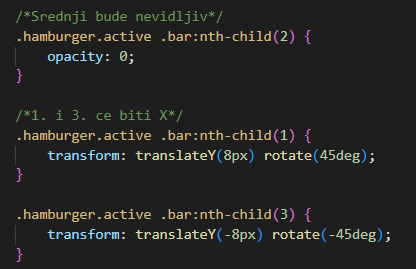 /*Srednji bude nevidljiv*/
.hamburger.active .bar:nth-child(2) {
    opacity: 0;
}
/*1. i 3. ce biti X*/
.hamburger.active .bar:nth-child(1) {
    transform: translateY(8px) rotate(45deg);
}
.hamburger.active .bar:nth-child(3) {
    transform: translateY(-8px) rotate(-45deg);
}